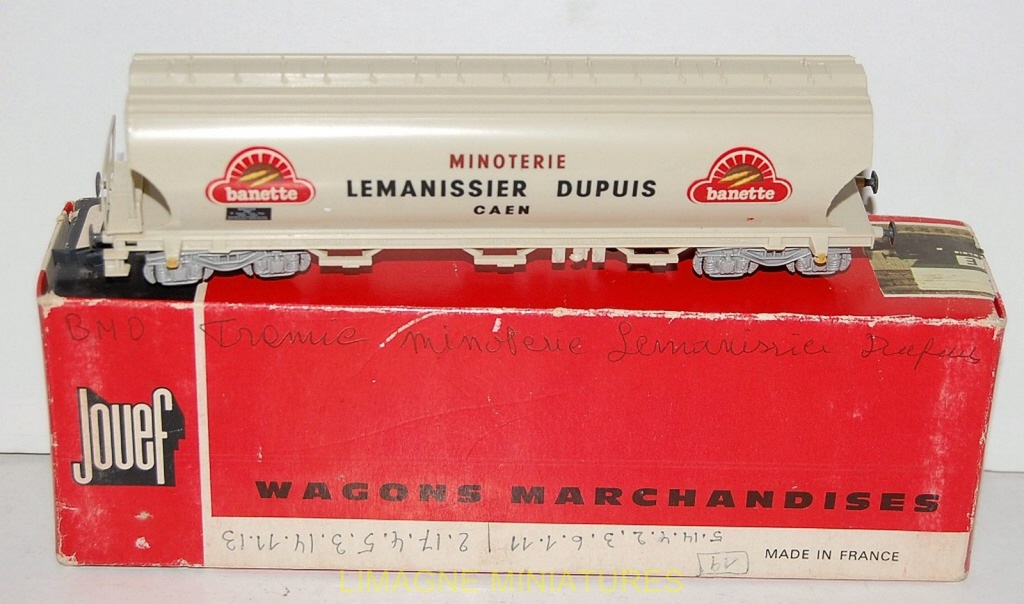 MINOTERIE
banette LEMANISSIER DUPUIS banette
CAEN
BMO Tremie minoterie Lemanissier Dupuis
Jouef
WAGONS MARCHANDISES
5.14.4.2.3.6.1.11 | 2.17.4.5.3.14.11.13
19
MADE IN FRANCE
LIMAGNE MINIATURES